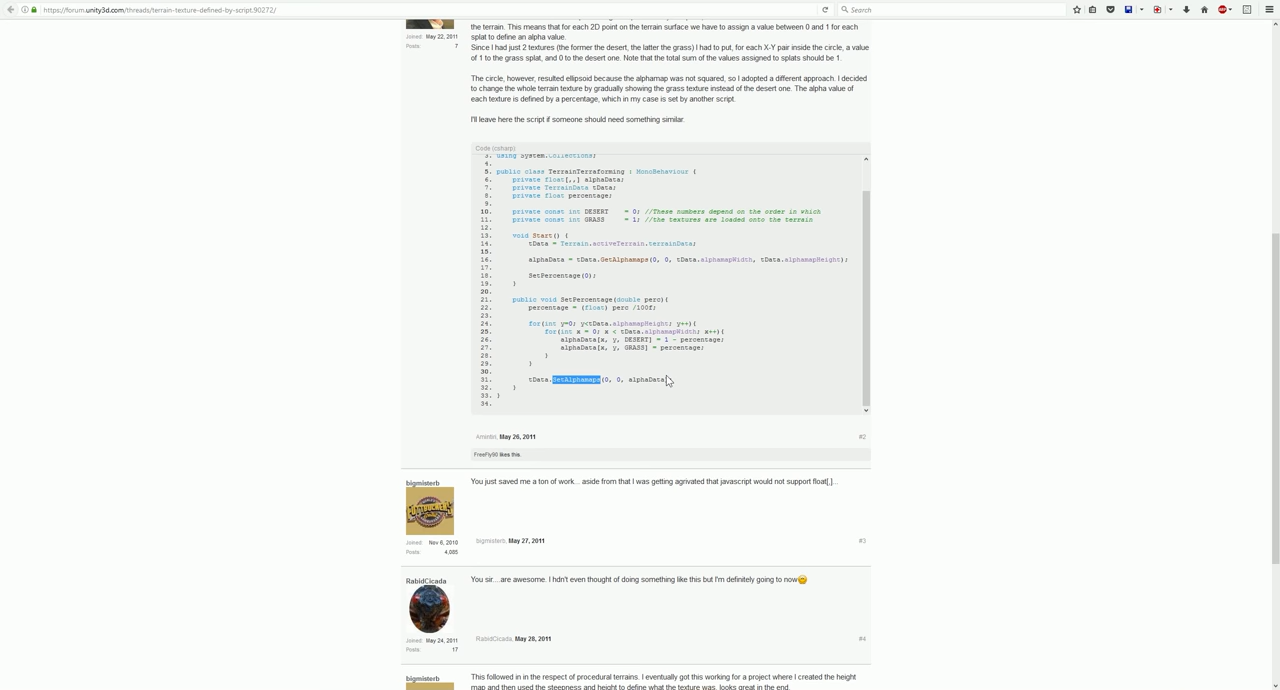 https://forum.unity3d.com/threads/terrain-texture-defined-by-script.90272/
Search
the terrain. This means that for each 2D point on the terrain surface we have to assign a value between 0 and 1 for each
splat to define an alpha value.
Joined: May 22, 2011
Posts: 7
Since I had just 2 textures (the former the desert, the latter the grass) I had to put, for each X-Y pair inside the circle, a value
of 1 to the grass splat, and 0 to the desert one. Note that the total sum of the values assigned to splats should be 1.
The circle, however, resulted ellipsoid because the alphamap was not squared, so I adopted a different approach. I decided
to change the whole terrain texture by gradually showing the grass texture instead of the desert one. The alpha value of
each texture is defined by a percentage, which in my case is set by another script.
I'll leave here the script if someone should need something similar.
Code (csharp)
3. using System.Collections;
4.
5. public class TerrainTerraforming : MonoBehaviour {
6. private float[,,] alphaData;
7. private TerrainData tData;
8. private float percentage;
9.
10. private const int DESERT = 0; //These numbers depend on the order in which
11. private const int GRASS = 1; //the textures are loaded onto the terrain
12.
13. void Start() {
14. tData = Terrain.activeTerrain.terrainData;
15.
16. alphaData = tData.GetAlphamaps(0, 0, tData.alphamapWidth, tData.alphamapHeight);
17.
18. SetPercentage(0);
19. }
20.
21. public void SetPercentage(double perc){
22. percentage = (float) perc /100f;
23.
24. for(int y=0; y<tData.alphamapHeight; y++){
25. for(int x = 0; x < tData.alphamapWidth; x++){
26. alphaData[x, y, DESERT] = 1 - percentage;
27. alphaData[x, y, GRASS] = percentage;
28. }
29. }
30.
31. tData.SetAlphamaps(0, 0, alphaData
32. }
33. }
34.
Amintin, May 26, 2011 #2
FreeFly90 likes this.
bigmisterb
You just saved me a ton of work... aside from that I was getting agrivated that javascript would not support float[,]...
Joined: Nov 6, 2010
Posts: 4,085
bigmisterb, May 27, 2011 #3
RabidCicada
You sir....are awesome. I hdn't even thought of doing something like this but I'm definitely going to now
Joined: May 24, 2011
Posts: 17
RabidCicada, May 28, 2011 #4
bigmisterb
This followed in in the respect of procedural terrains. I eventually got this working for a project where I created the height
map and then used the steepness and height to define what the texture was. looks great in the end.